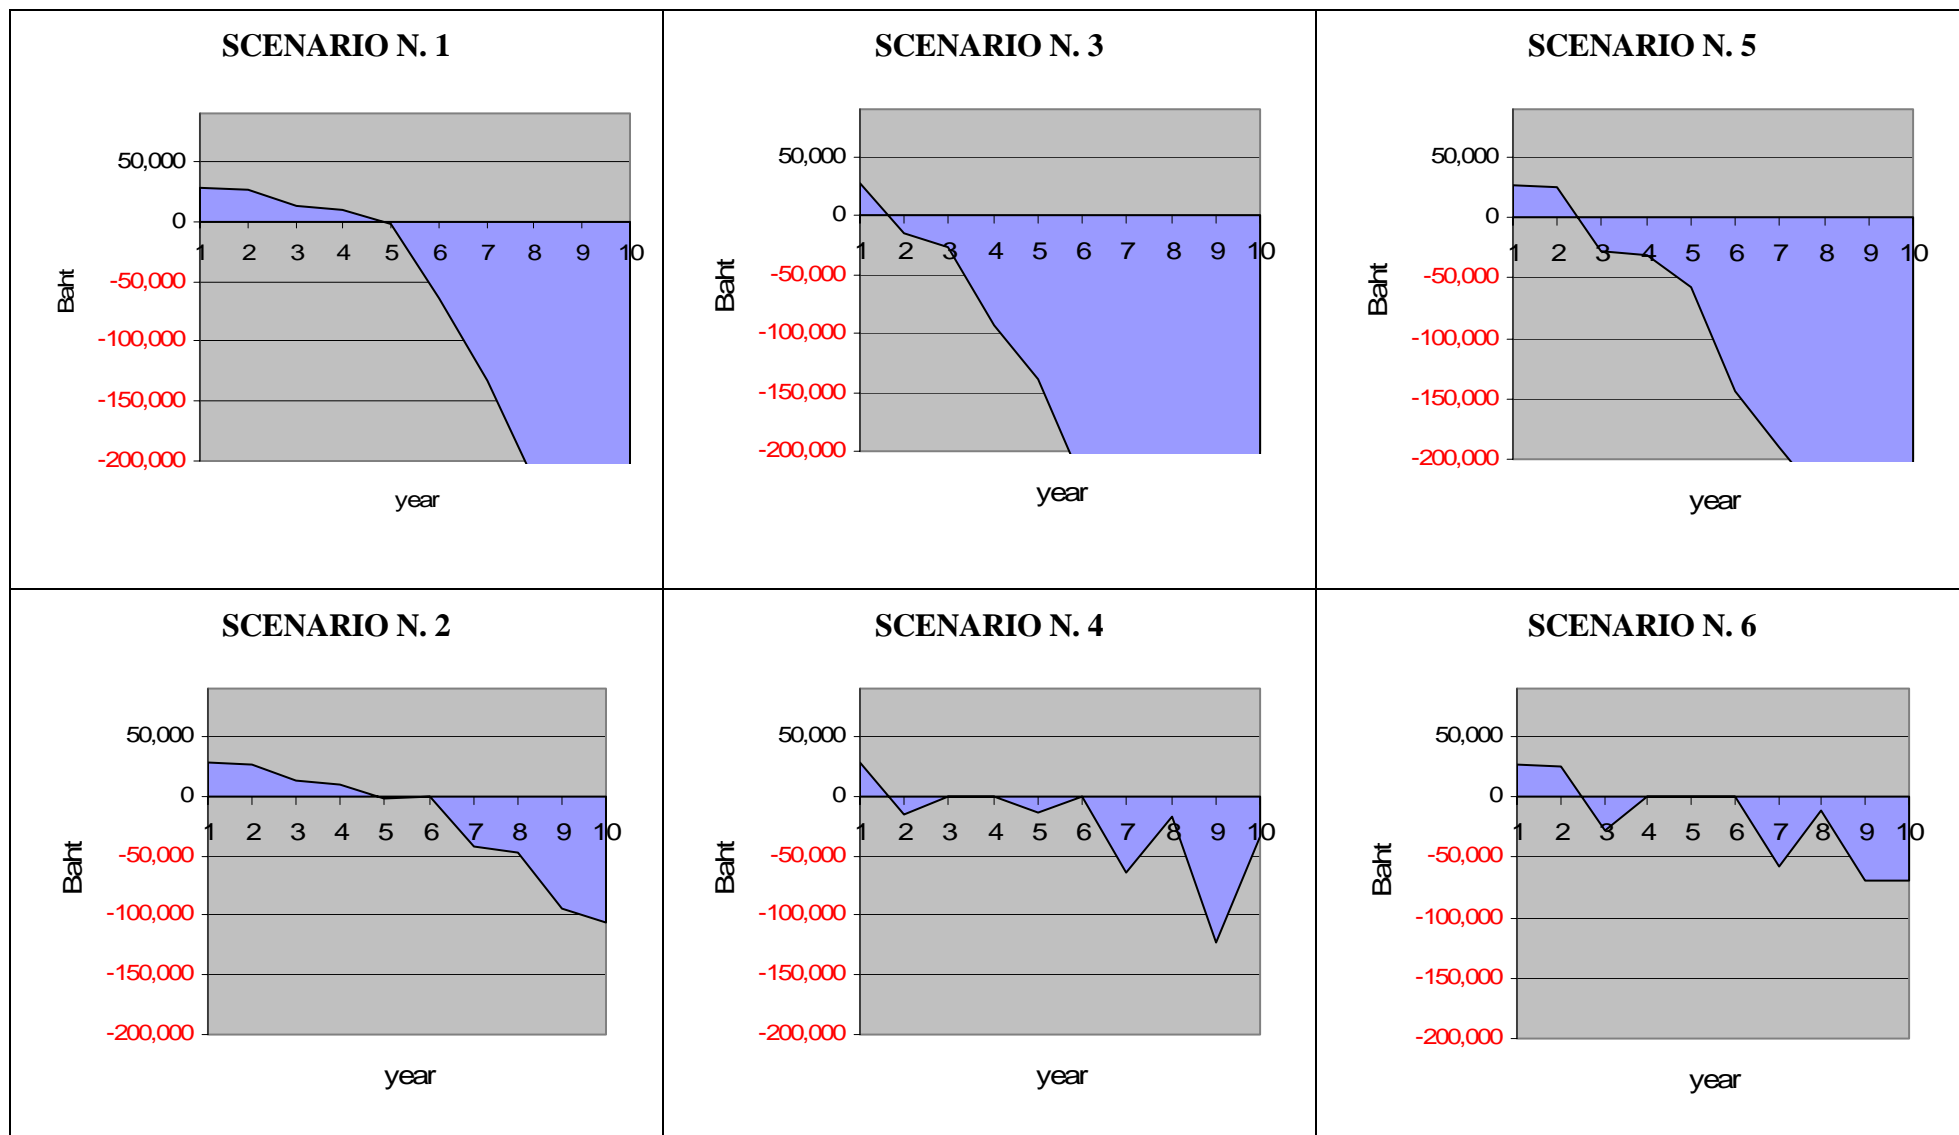 SCENARIO N. 1
50,000
0
1 2 3 4 5 6 7 8 9 10
-50,000
-100,000
-150,000
-200,000
Baht
year
SCENARIO N. 3
50,000
0
1 2 3 4 5 6 7 8 9 10
-50,000
-100,000
-150,000
-200,000
Baht
year
SCENARIO N. 5
50,000
0
1 2 3 4 5 6 7 8 9 10
-50,000
-100,000
-150,000
-200,000
Baht
year
SCENARIO N. 2
50,000
0
1 2 3 4 5 6 7 8 9 10
-50,000
-100,000
-150,000
-200,000
Baht
year
SCENARIO N. 4
50,000
0
1 2 3 4 5 6 7 8 9 10
-50,000
-100,000
-150,000
-200,000
Baht
year
SCENARIO N. 6
50,000
0
1 2 3 4 5 6 7 8 9 10
-50,000
-100,000
-150,000
-200,000
Baht
year